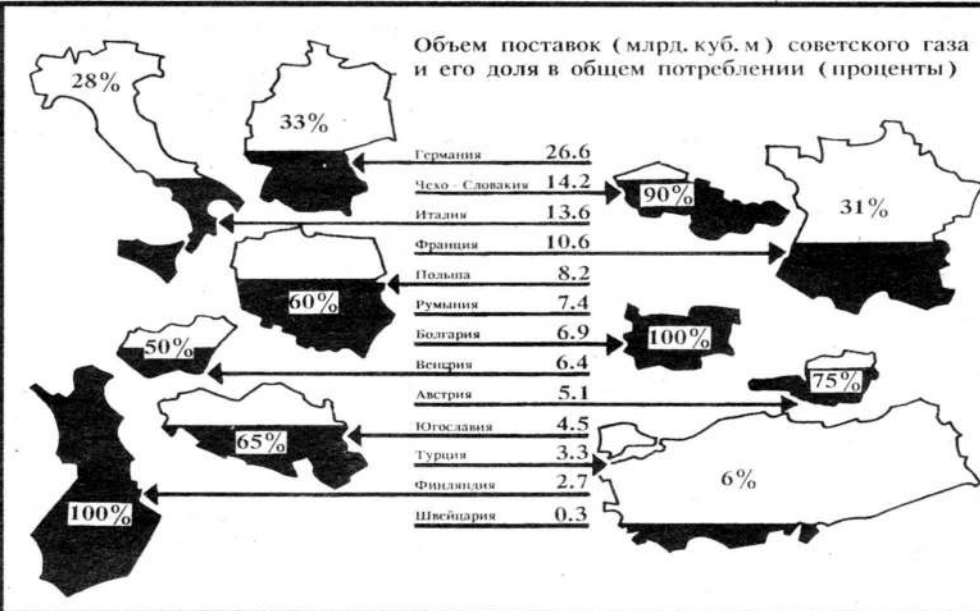 Объем поставок (млрд. куб. м) советского газа
и его доля в общем потреблении (проценты)
28%
33%
Германия 26.6
Чехо - Словакия 14.2
90%
Италия 13.6
31%
Франция 10.6
Польша 8.2
60%
Румыния 7.4
Болгария 6.9
100%
50%
Венгрия 6.4
75%
Австрия 5.1
Югославия 4.5
65%
Турция 3.3
6%
Финляндия 2.7
100%
Швейцария 0.3